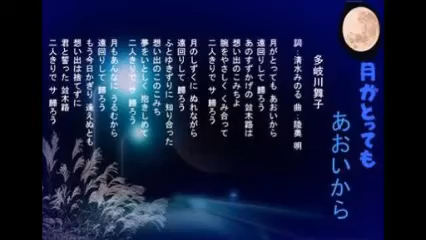 月がとっても
あおいから
多岐川舞子
詞:清水みのる 曲:陸奥 明
月がとっても あおいから
遠回りして 帰ろう
あのすずかげの 並木路は
想い出のこみちよ
腕をやさしく くみ合って
二人きりで サ 帰ろう
月のしずくに ぬれながら
遠回りして 帰ろう
ふとゆきずりに 知り合った
想い出の このこみち
夢をいとしく 抱きしめて
二人きりで サ 帰ろう
月もあんなに うるむから
遠回りして 帰ろう
もう今日かぎり 逢えぬとも
想い出は 捨てずに
君と誓った 並木路
二人きりで サ 帰ろう